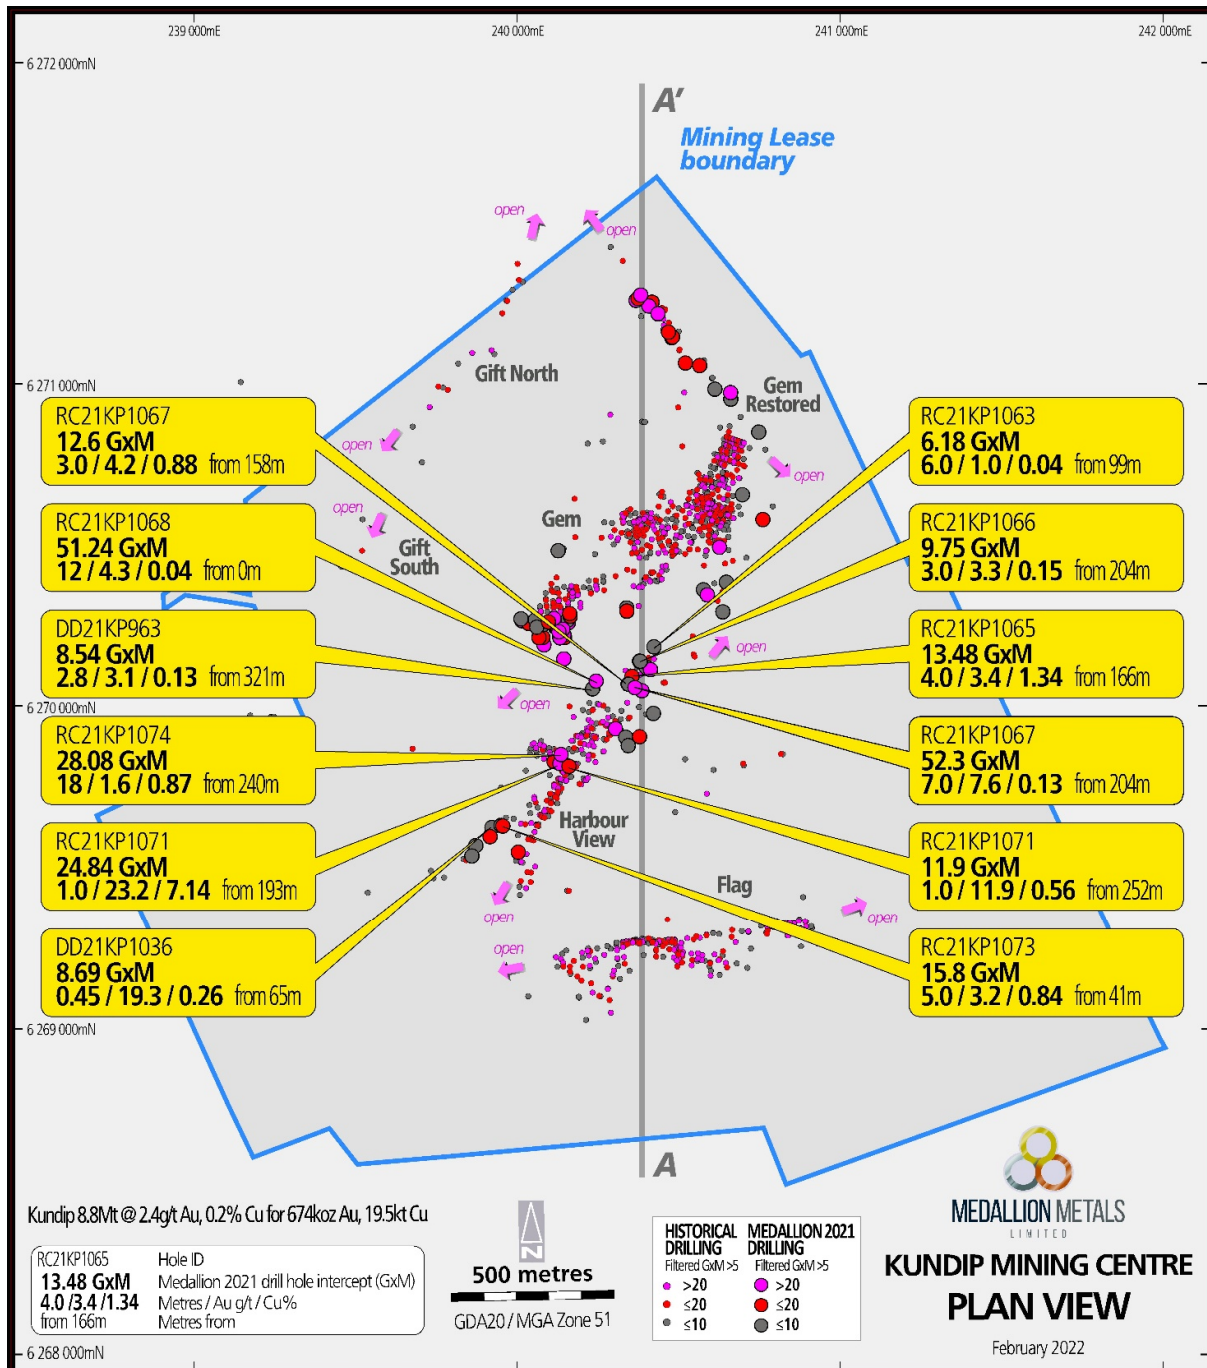 239 000mE
240 000mE
241 000mE
242 000mE
6 272 000mN
A'
Mining Lease
boundary
open
open
6 271 000mN
Gift North
Gem
Restored
RC21KP1067
12.6 GxM
3.0 / 4.2 / 0.88 from 158m
RC21KP1063
6.18 GxM
6.0 / 1.0 / 0.04 from 99m
open
open
RC21KP1068
51.24 GxM
12 / 4.3 / 0.04 from 0m
open
Gift
South
Gem
RC21KP1066
9.75 GxM
3.0 / 3.3 / 0.15 from 204m
DD21KP963
8.54 GxM
2.8 / 3.1 / 0.13 from 321m
RC21KP1065
13.48 GxM
4.0 / 3.4 / 1.34 from 166m
open
open
6 270 000mN
RC21KP1074
28.08 GxM
18 / 1.6 / 0.87 from 240m
RC21KP1067
52.3 GxM
7.0 / 7.6 / 0.13 from 204m
Harbour
View
RC21KP1071
24.84 GxM
1.0 / 23.2 / 7.14 from 193m
RC21KP1071
11.9 GxM
1.0 / 11.9 / 0.56 from 252m
Flag
open
open
open
DD21KP1036
8.69 GxM
0.45 / 19.3 / 0.26 from 65m
RC21KP1073
15.8 GxM
5.0 / 3.2 / 0.84 from 41m
6 269 000mN
A
Kundip 8.8Mt @ 2.4g/t Au, 0.2% Cu for 674koz Au, 19.5kt Cu
RC21KP1065 Hole ID
13.48 GxM Medallion 2021 drill hole intercept (GxM)
4.0 /3.4 /1.34 Metres / Au g/t / Cu%
from 166m Metres from
N
500 metres
GDA20 / MGA Zone 51
HISTORICAL
DRILLING
Filtered GxM >5
>20
≤20
≤10
MEDALLION 2021
DRILLING
Filtered GxM >5
>20
≤20
≤10
MEDALLION METALS
LIMITED
KUNDIP MINING CENTRE
PLAN VIEW
February 2022
6 268 000mN